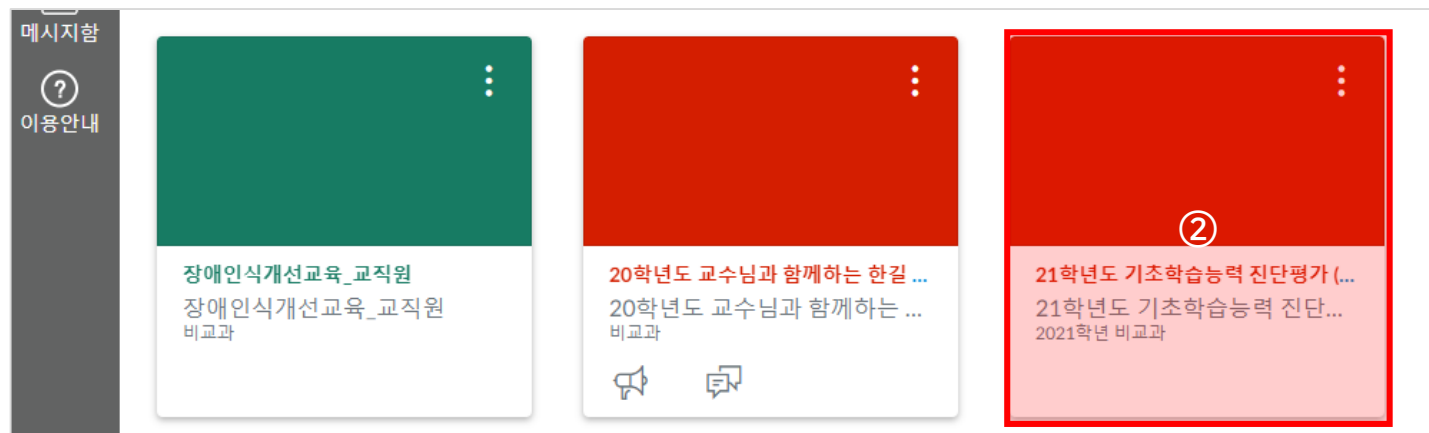 메시지함
?
이용안내
장애인식개선교육_교직원
장애인식개선교육_교직원
비교과
20학년도 교수님과 함께하는 한길 ...
20학년도 교수님과 함께하는 ...
비교과
②
21학년도 기초학습능력 진단평가 (...
21학년도 기초학습능력 진단...
2021학년 비교과